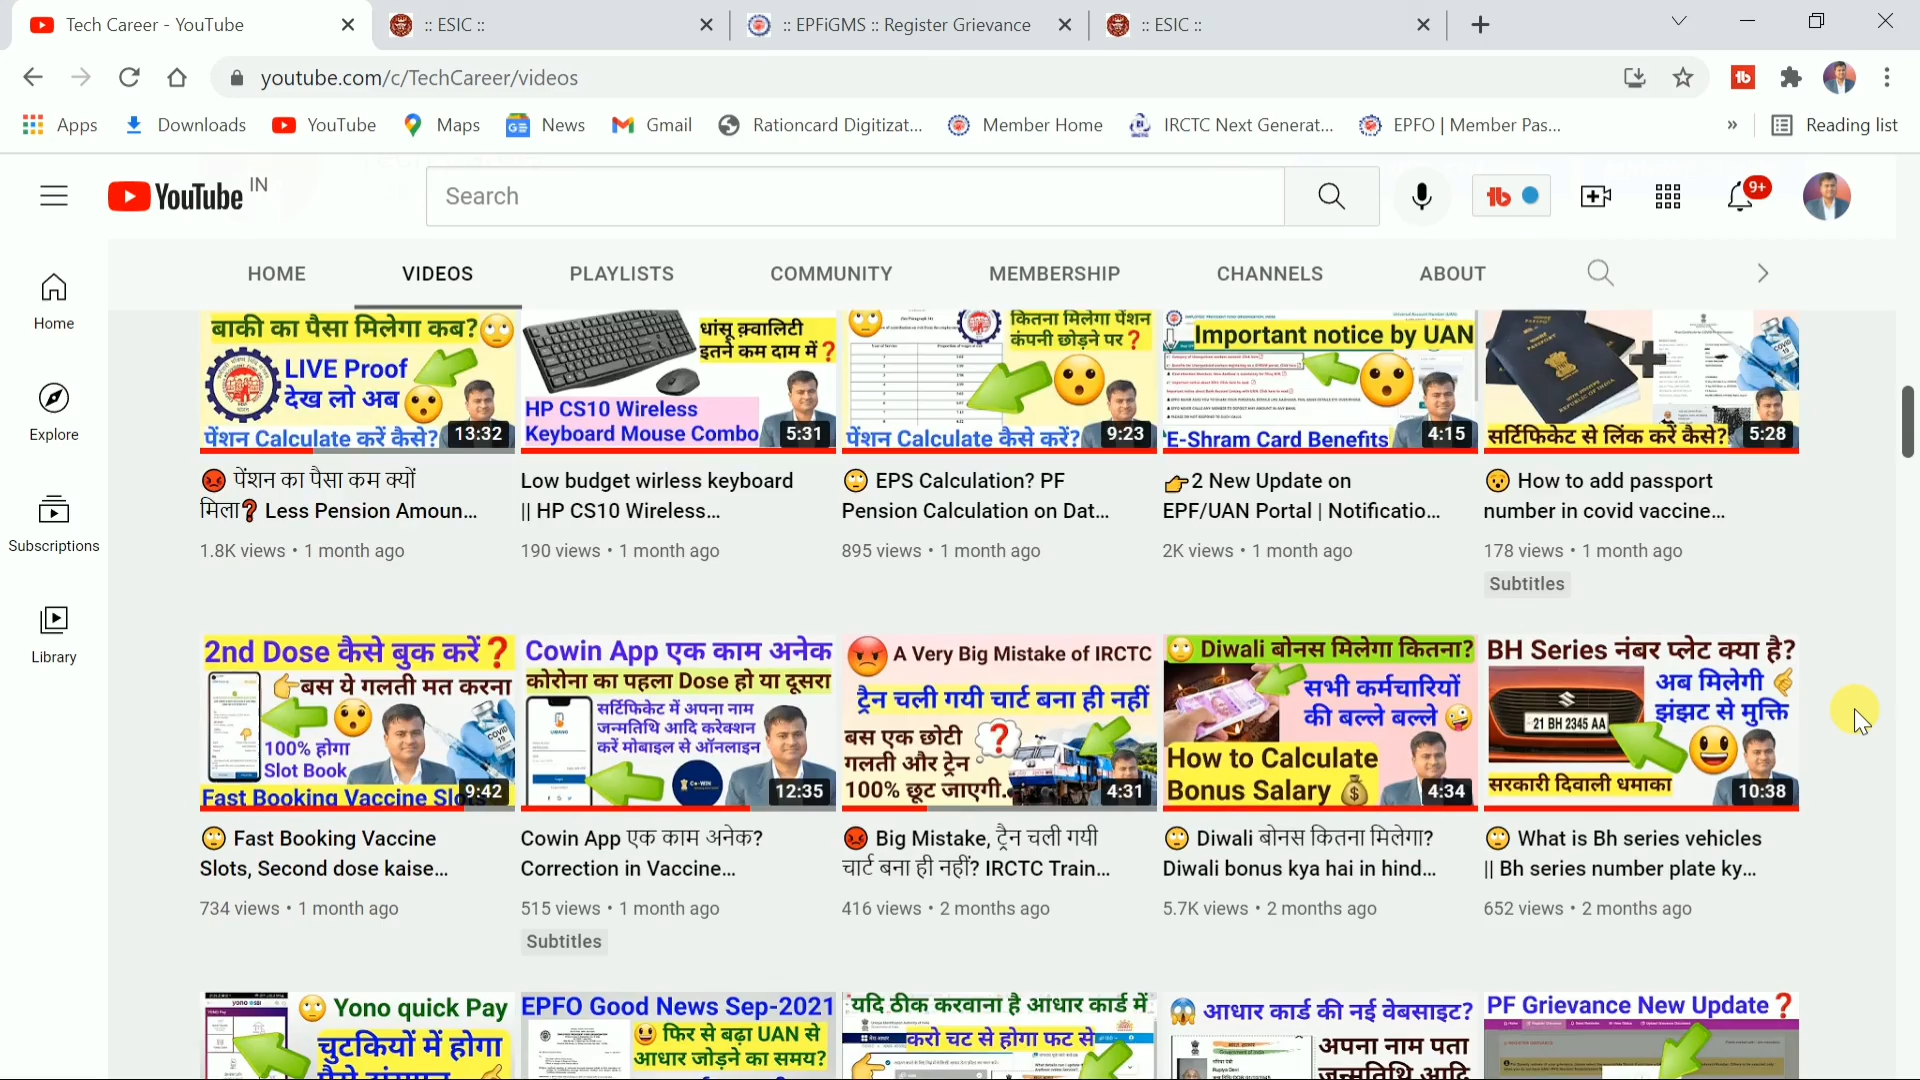 Tech Career - YouTube
:: ESIC ::
:: EPFiGMS :: Register Grievance
:: ESIC ::
youtube.com/c/TechCareer/videos
Apps
Downloads
YouTube
Maps
News
Gmail
Rationcard Digitizat...
Member Home
IRCTC Next Generat...
EPFO | Member Pas...
»
Reading list
YouTube IN
Search
9+
HOME
VIDEOS
PLAYLISTS
COMMUNITY
MEMBERSHIP
CHANNELS
ABOUT
Home
Explore
Subscriptions
Library
बाकी का पैसा मिलेगा कब?
LIVE Proof
देख लो अब
पेंशन Calculate करें कैसे?
13:32
धांसू क़्वालिटी
इतने कम दाम में ?
HP CS10 Wireless
Keyboard Mouse Combo
5:31
कितना मिलेगा पेंशन
कंपनी छोड़ने पर ?
पेंशन Calculate कैसे करें?
9:23
Important notice by UAN
E-Shram Card Benefits
4:15
सर्टिफिकेट से लिंक करें कैसे?
5:28
😡 पेंशन का पैसा कम क्यों
मिला❓ Less Pension Amoun...
1.8K views • 1 month ago
Low budget wirless keyboard
|| HP CS10 Wireless...
190 views • 1 month ago
🙄 EPS Calculation? PF
Pension Calculation on Dat...
895 views • 1 month ago
👉2 New Update on
EPF/UAN Portal | Notificatio...
2K views • 1 month ago
😯 How to add passport
number in covid vaccine...
178 views • 1 month ago
Subtitles
2nd Dose कैसे बुक करें ❓
👉बस ये गलती मत करना
100% होगा
Slot Book
Fast Booking Vaccine Slots
9:42
Cowin App एक काम अनेक
कोरोना का पहला Dose हो या दूसरा
सर्टिफिकेट में अपना नाम
जन्मतिथि आदि करेक्शन
करें मोबाइल से ऑनलाइन
12:35
A Very Big Mistake of IRCTC
ट्रैन चली गयी चार्ट बना ही नहीं
बस एक छोटी
गलती और ट्रेन
100% छूट जाएगी.
4:31
Diwali बोनस मिलेगा कितना?
सभी कर्मचारियों
की बल्ले बल्ले
How to Calculate
Bonus Salary
4:34
BH Series नंबर प्लेट क्या है?
अब मिलेगी
झंझट से मुक्ति
21 BH 2345 AA
सरकारी दिवाली धमाका
10:38
🙄 Fast Booking Vaccine
Slots, Second dose kaise...
734 views • 1 month ago
Cowin App एक काम अनेक?
Correction in Vaccine...
515 views • 1 month ago
Subtitles
😡 Big Mistake, ट्रैन चली गयी
चार्ट बना ही नहीं? IRCTC Train...
416 views • 2 months ago
🙄 Diwali बोनस कितना मिलेगा?
Diwali bonus kya hai in hind...
5.7K views • 2 months ago
🙄 What is Bh series vehicles
|| Bh series number plate ky...
652 views • 2 months ago
Yono quick Pay
चुटकियों में होगा
EPFO Good News Sep-2021
फिर से बढ़ा UAN से
आधार जोड़ने का समय?
यदि ठीक करवाना है आधार कार्ड में
करो चट से होगा फट से
आधार कार्ड की नई वेबसाइट?
अपना नाम पता
जन्मतिथि आदि
PF Grievance New Update ❓